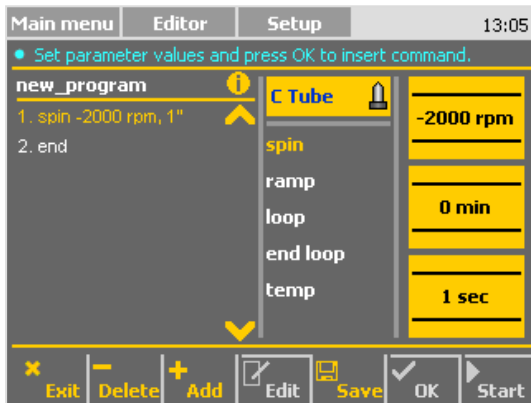 Main menu Editor Setup 13:05
• Set parameter values and press OK to insert command.
new_program i
1. spin -2000 rpm, 1"
2. end
C Tube
spin
ramp
loop
end loop
temp
-2000 rpm
0 min
1 sec
Exit Delete Add Edit Save OK Start